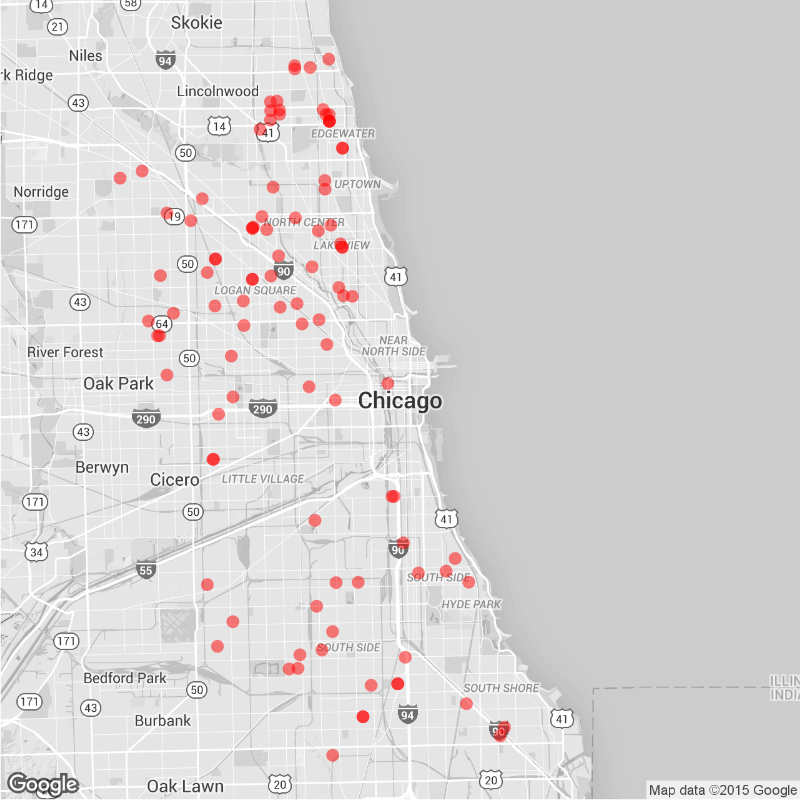 14
58
Skokie
21
Niles
94
rk Ridge
Lincolnwood
43
14
41
EDGEWATER
50
UPTOWN
Norridge
19
171
NORTH CENTER
LAKEVIEW
50
90
41
LOGAN SQUARE
43
64
NEAR
NORTH SIDE
River Forest
50
Oak Park
Chicago
290
290
43
Berwyn
Cicero
LITTLE VILLAGE
171
50
41
34
90
55
SOUTH SIDE
HYDE PARK
171
SOUTH SIDE
Bedford Park
ILLIN
INDIA
50
SOUTH SHORE
171
43
94
41
Burbank
90
Oak Lawn
20
20
Google
Map data ©2015 Google